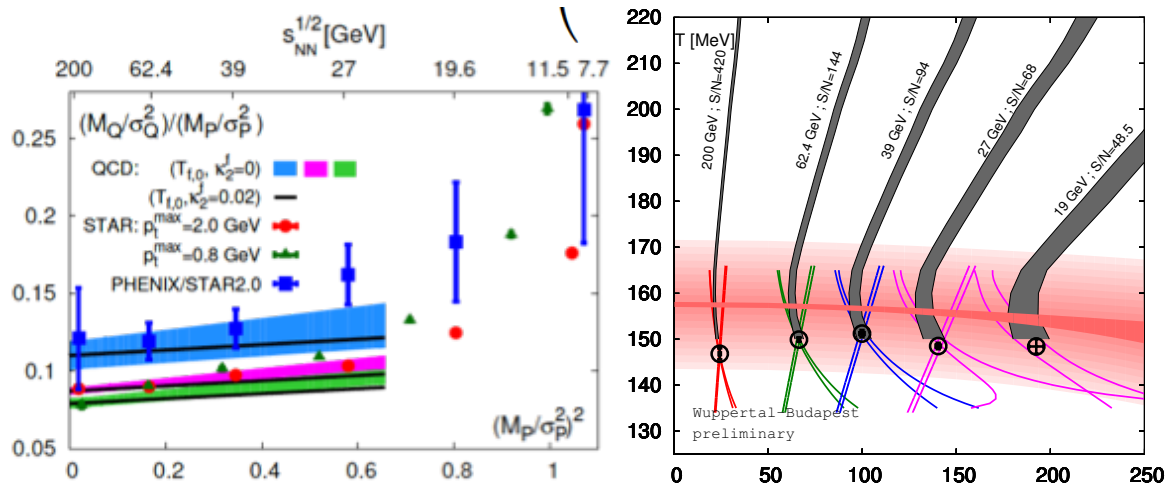 s_NN^1/2 [GeV]
200 62.4 39 27 19.6 11.5 7.7
(M_Q/σ_Q^2)/(M_P/σ_P^2)
QCD: (T_f,0, κ_2^f=0)
(T_f,0, κ_2^f=0.02)
STAR: p_t^max=2.0 GeV
p_t^max=0.8 GeV
PHENIX/STAR2.0
(M_P/σ_P^2)^2
0.25
0.2
0.15
0.1
0.05
0 0.2 0.4 0.6 0.8 1
T [MeV]
220
210
200
190
180
170
160
150
140
130
200 GeV ; S/N=420
62.4 GeV ; S/N=144
39 GeV ; S/N=94
27 GeV ; S/N=68
19 GeV ; S/N=48.5
Wuppertal-Budapest
preliminary
0 50 100 150 200 250